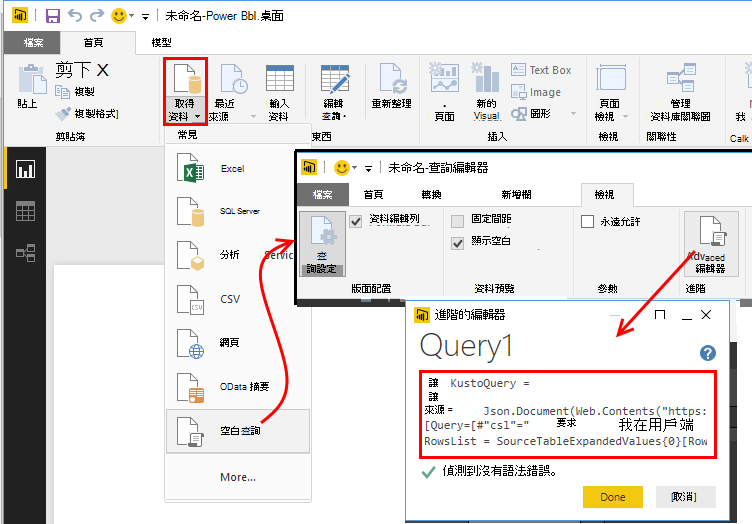 未命名-Power Bbl.桌面
檔案 首頁 模型
剪下 X
貼上
複製
複製格式]
剪貼簿
取得
資料
最近
來源
輸入
資料
編輯
查詢
重新整理
東西
頁面
新的
Visual
Text Box
Image
圖形
插入
頁面
檢視
檢視
管理
資料庫關聯圖
關聯性
我
Calk
常見
Excel
SQL Server
分析 Servic
CSV
網頁
OData 摘要
空白查詢
More...
未命名-查詢編輯器
檔案 首頁 轉換 新增欄 檢視
查
詢設定
資料編輯列
版面配置
固定間距
顯示空白
資料預覽
永遠允許
參數
Advaced
編輯器
進階
進階的編輯器
Query1
讓 KustoQuery =
讓
來源 = Json.Document(Web.Contents("https:
[Query=[#"csl"=" 要求 我在用戶端
RowsList = SourceTableExpandedValues{0}[Row
偵測到沒有語法錯誤。
Done
[取消]